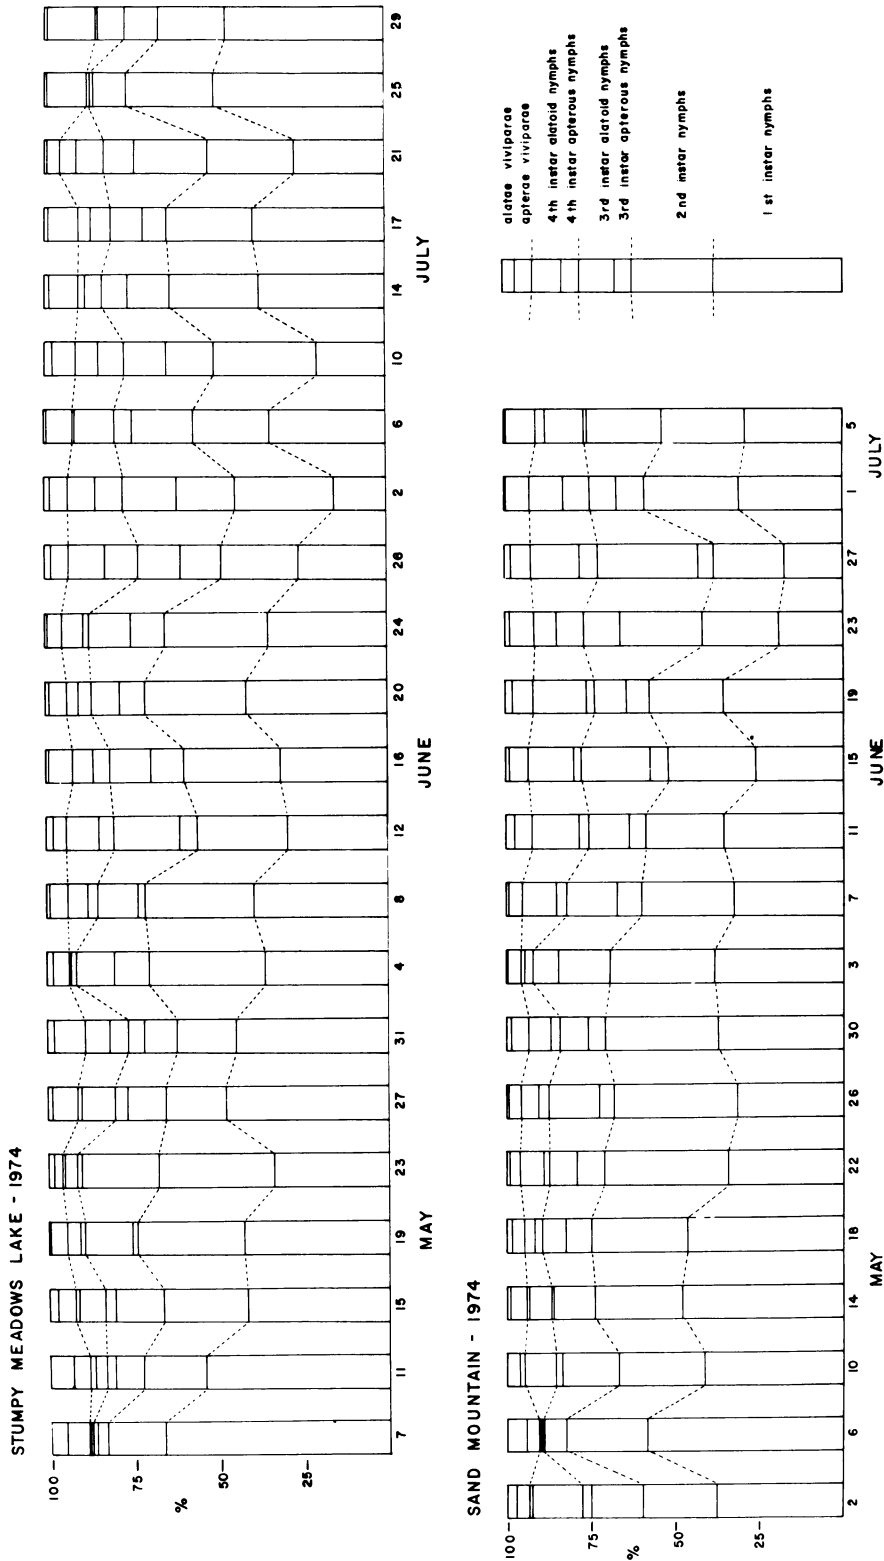 STUMPY MEADOWS LAKE - 1974
100-
75-
%
50-
25-
7 11 15 19 23 27 31 4 8 12 16 20 24 26 2 6 10 14 17 21 25 29
MAY JUNE JULY
SAND MOUNTAIN - 1974
100-
75-
%
50-
25-
2 6 10 14 18 22 26 30 3 7 11 15 19 23 27 1 5
MAY JUNE JULY
alatae viviparae
apterae viviparae
4th instar alatoid nymphs
4th instar apterous nymphs
3rd instar alatoid nymphs
3rd instar apterous nymphs
2nd instar nymphs
1st instar nymphs